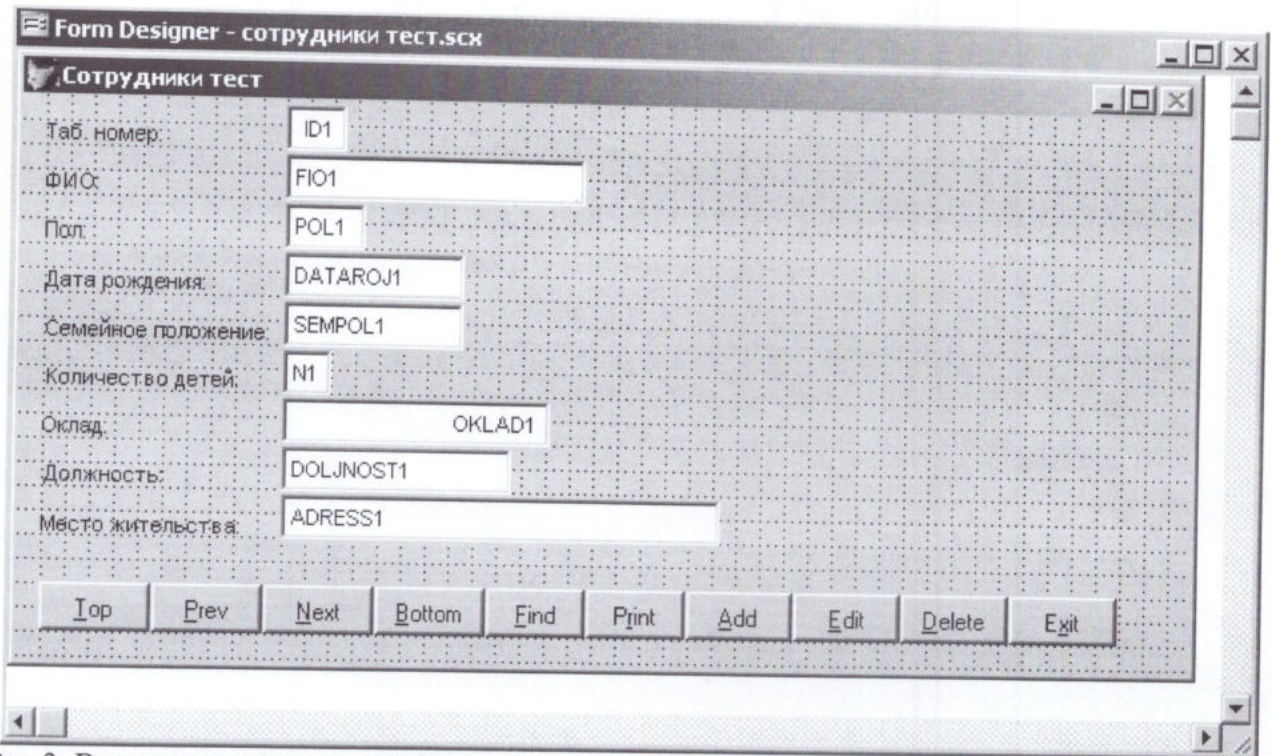 Form Designer - сотрудники тест.scx
Сотрудники тест
Таб. номер: ID1
ФИО: FIO1
Пол: POL1
Дата рождения: DATAROJ1
Семейное положение: SEMPOL1
Количество детей: N1
Оклад: OKLAD1
Должность: DOLJNOST1
Место жительства: ADRESS1
Top Prev Next Bottom Find Print Add Edit Delete Exit